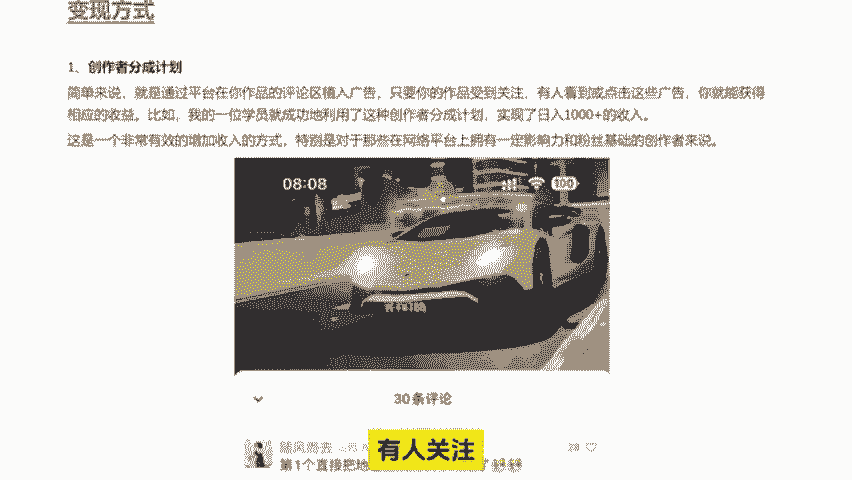 变现方式
1、创作者分成计划
简单来说，就是通过平台在你作品的评论区植入广告，只要你的作品受到关注，有人看到或点击这些广告，你就能获得
相应的收益。比如，我的一位学员就成功地利用了这种创作者分成计划，实现了日入1000+的收入。
这是一个非常有效的增加收入的方式，特别是对于那些在网络平台上拥有一定影响力和粉丝基础的创作者来说。
08:08
100
30条评论
第1个直接把地
有人关注